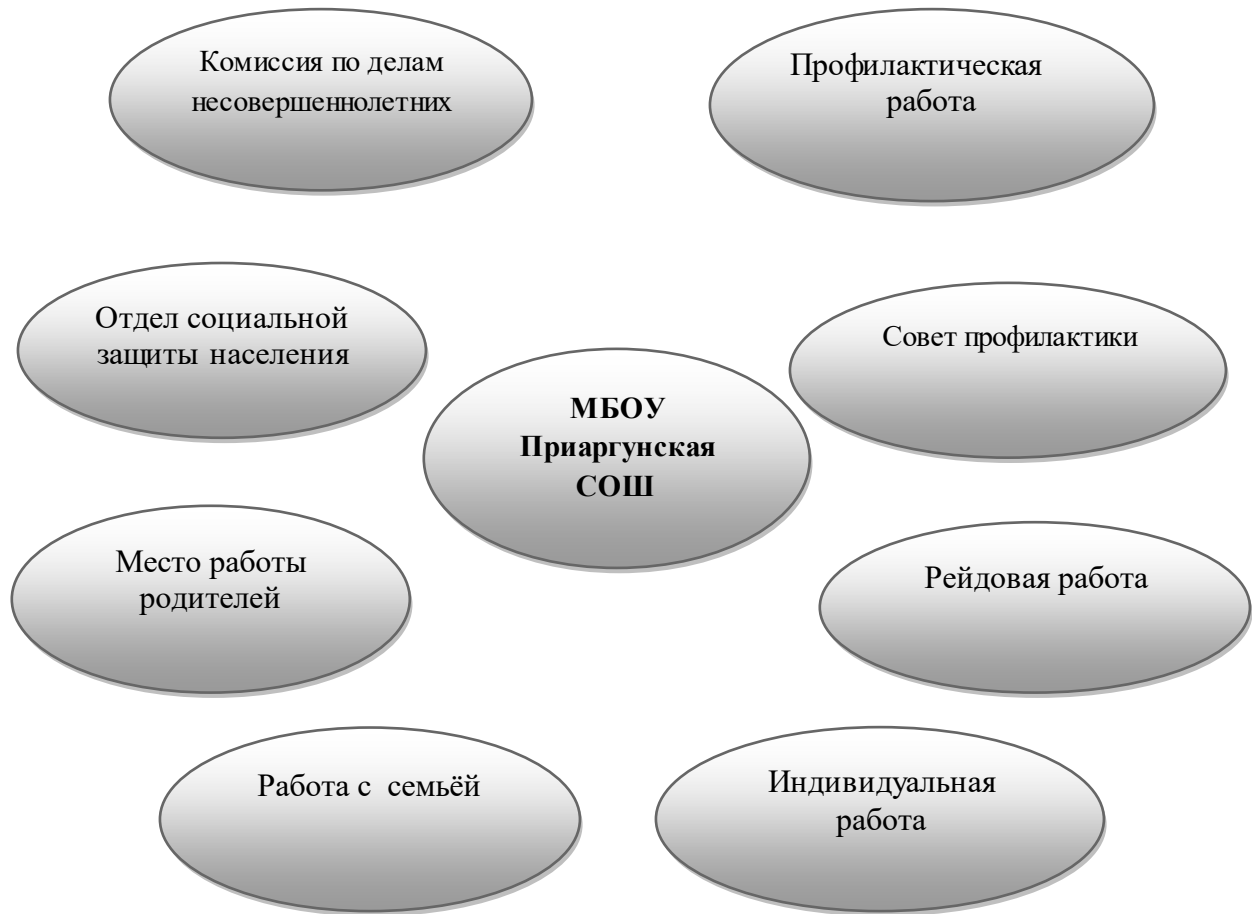 Комиссия по делам
несовершеннолетних
Профилактическая
работа
Отдел социальной
защиты населения
Совет профилактики
МБОУ
Приаргунская
СОШ
Место работы
родителей
Рейдовая работа
Работа с семьёй
Индивидуальная
работа